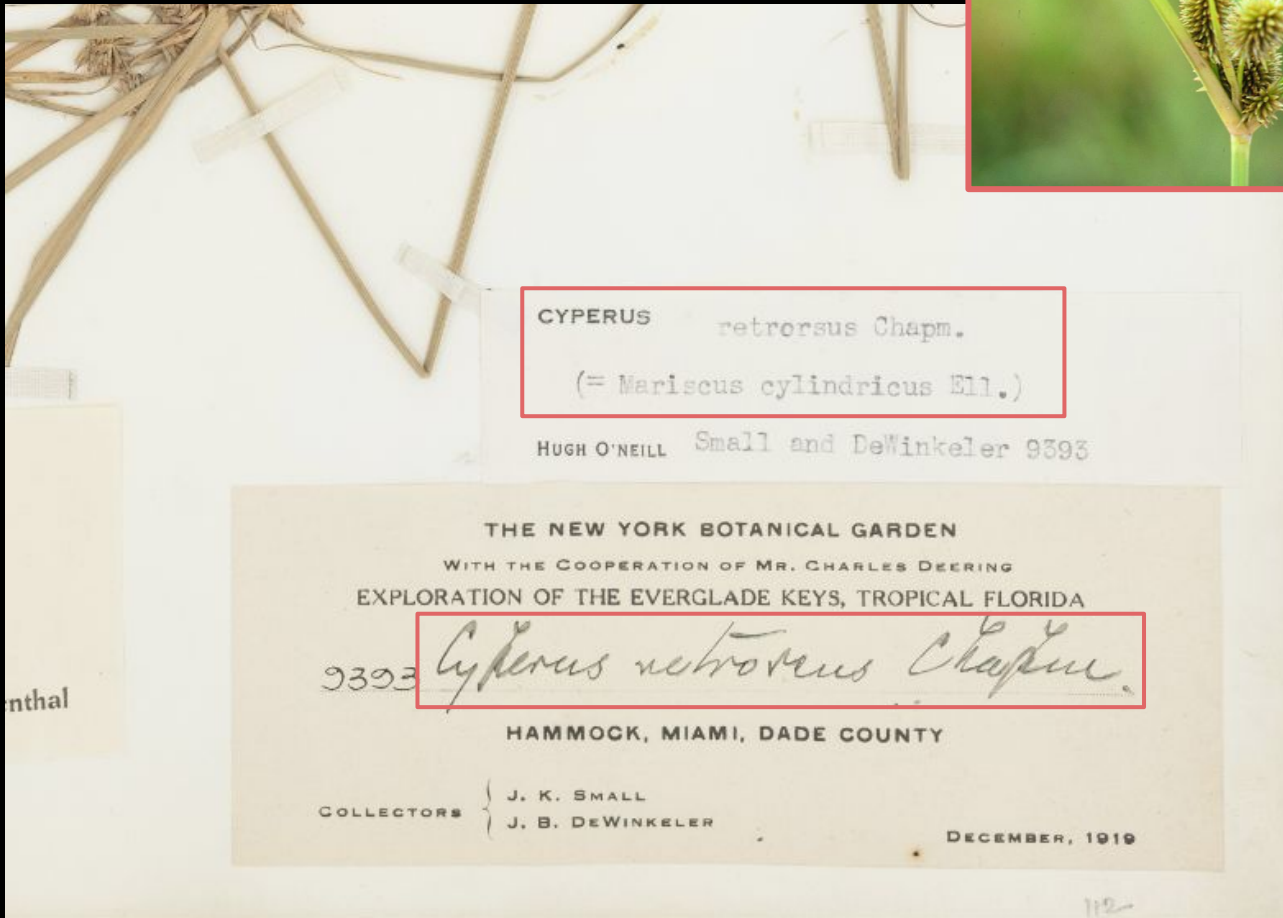 CYPERUS retrorsus Chapm.
(= Mariscus cylindricus Ell.)
HUGH O'NEILL Small and DeWinkeler 9393
THE NEW YORK BOTANICAL GARDEN
WITH THE COOPERATION OF MR. CHARLES DEERING
EXPLORATION OF THE EVERGLADE KEYS, TROPICAL FLORIDA
9393 Cyperus retrorsus Chapm.
HAMMOCK, MIAMI, DADE COUNTY
COLLECTORS { J. K. SMALL
J. B. DEWINKELER
DECEMBER, 1919
nthal
112